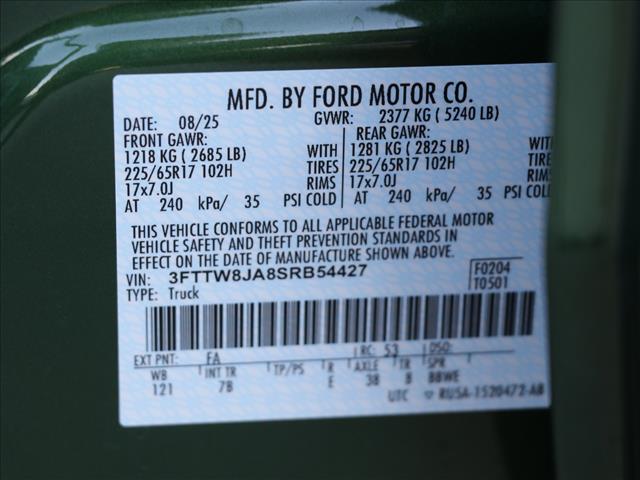 MFD. BY FORD MOTOR CO.
DATE: 08/25 GVWR: 2377 KG ( 5240 LB)
FRONT GAWR: REAR GAWR:
1218 KG ( 2685 LB) WITH 1281 KG ( 2825 LB) WITH
225/65R17 102H TIRES 225/65R17 102H TIRES
17x7.0J RIMS 17x7.0J RIMS
AT 240 kPa/ 35 PSI COLD AT 240 kPa/ 35 PSI COLD
THIS VEHICLE CONFORMS TO ALL APPLICABLE FEDERAL MOTOR
VEHICLE SAFETY AND THEFT PREVENTION STANDARDS IN
EFFECT ON THE DATE OF MANUFACTURE SHOWN ABOVE.
VIN: 3FTTW8JA8SRB54427 F0204
TYPE: Truck T0501
EXT PNT: FA RC: 53 DSO:
WB INT TR TP/PS R AXLE TR SPR
121 7B E 38 8 BBWE
UTC ▽ RU5A-1520472-AB